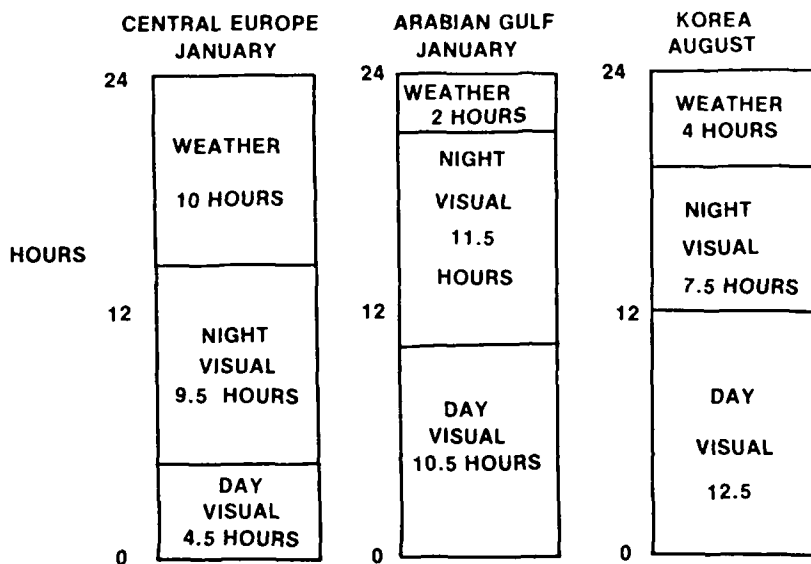 CENTRAL EUROPE
JANUARY
24
WEATHER
10 HOURS
HOURS
12
NIGHT
VISUAL
9.5 HOURS
DAY
VISUAL
4.5 HOURS
0
ARABIAN GULF
JANUARY
24
WEATHER
2 HOURS
NIGHT
VISUAL
11.5
HOURS
12
DAY
VISUAL
10.5 HOURS
0
KOREA
AUGUST
24
WEATHER
4 HOURS
NIGHT
VISUAL
7.5 HOURS
12
DAY
VISUAL
12.5
0